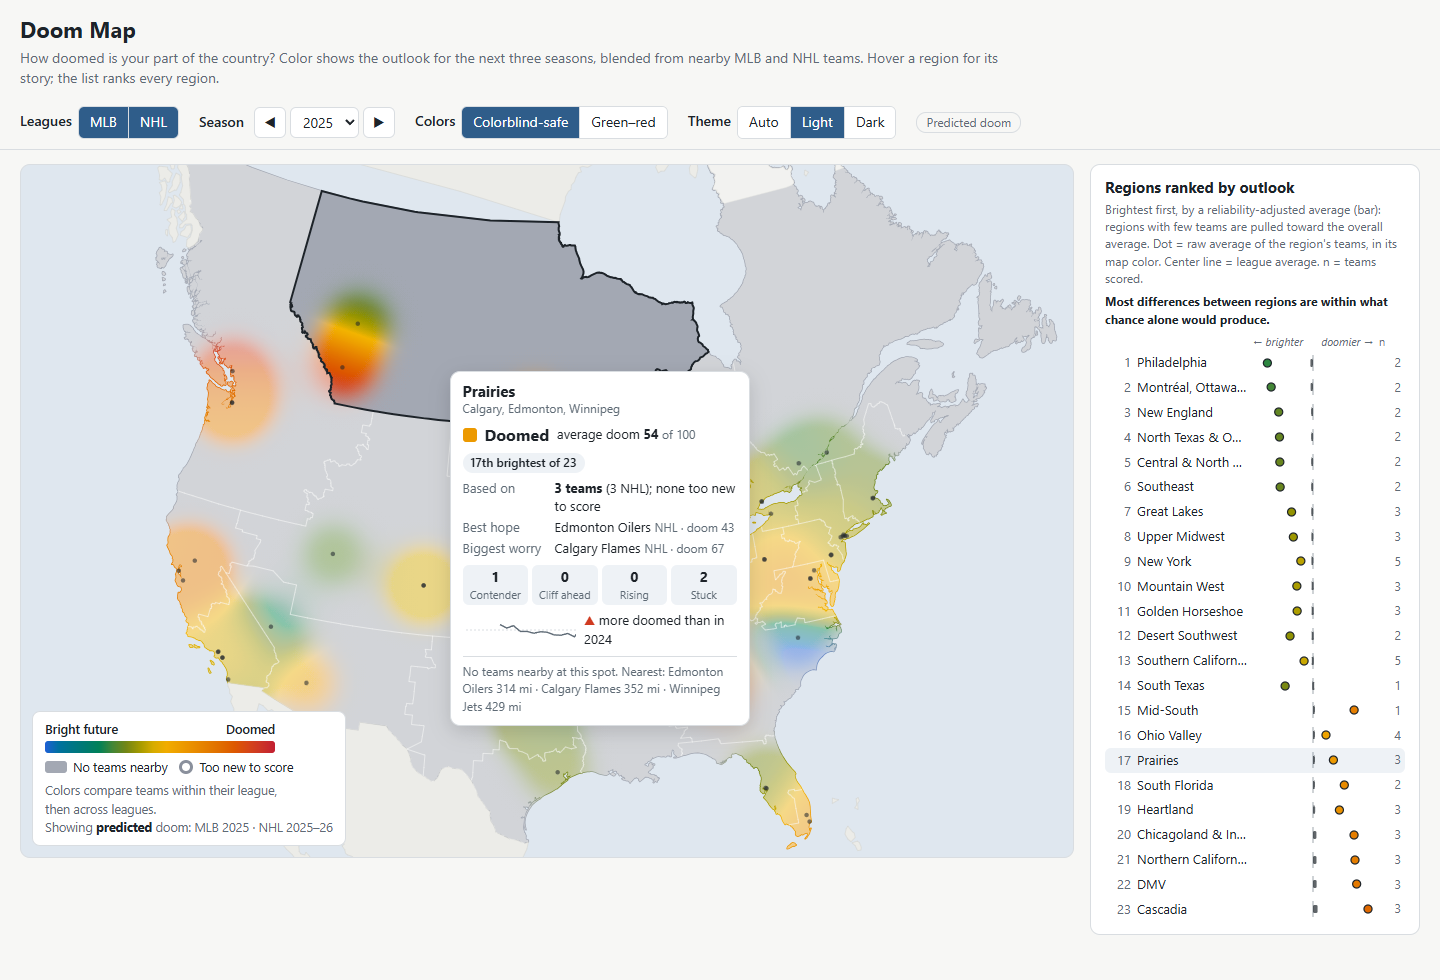 Doom Map
How doomed is your part of the country? Color shows the outlook for the next three seasons, blended from nearby MLB and NHL teams. Hover a region for its
story; the list ranks every region.
Leagues MLB NHL Season ◀ 2025 ▶ Colors Colorblind-safe Green–red Theme Auto Light Dark Predicted doom
Prairies
Calgary, Edmonton, Winnipeg
Doomed average doom 54 of 100
17th brightest of 23
Based on 3 teams (3 NHL); none too new
to score
Best hope Edmonton Oilers NHL · doom 43
Biggest worry Calgary Flames NHL · doom 67
1 0 0 2
Contender Cliff ahead Rising Stuck
▲ more doomed than in
2024
No teams nearby at this spot. Nearest: Edmonton
Oilers 314 mi · Calgary Flames 352 mi · Winnipeg
Jets 429 mi
Bright future Doomed
No teams nearby Too new to score
Colors compare teams within their league,
then across leagues.
Showing predicted doom: MLB 2025 · NHL 2025–26
Regions ranked by outlook
Brightest first, by a reliability-adjusted average (bar):
regions with few teams are pulled toward the overall
average. Dot = raw average of the region's teams, in its
map color. Center line = league average. n = teams
scored.
Most differences between regions are within what
chance alone would produce.
← brighter doomier → n
1 Philadelphia 2
2 Montréal, Ottawa... 2
3 New England 2
4 North Texas & O... 2
5 Central & North ... 2
6 Southeast 2
7 Great Lakes 3
8 Upper Midwest 3
9 New York 5
10 Mountain West 3
11 Golden Horseshoe 3
12 Desert Southwest 2
13 Southern Californ... 5
14 South Texas 1
15 Mid-South 1
16 Ohio Valley 4
17 Prairies 3
18 South Florida 2
19 Heartland 3
20 Chicagoland & In... 3
21 Northern Californ... 3
22 DMV 3
23 Cascadia 3